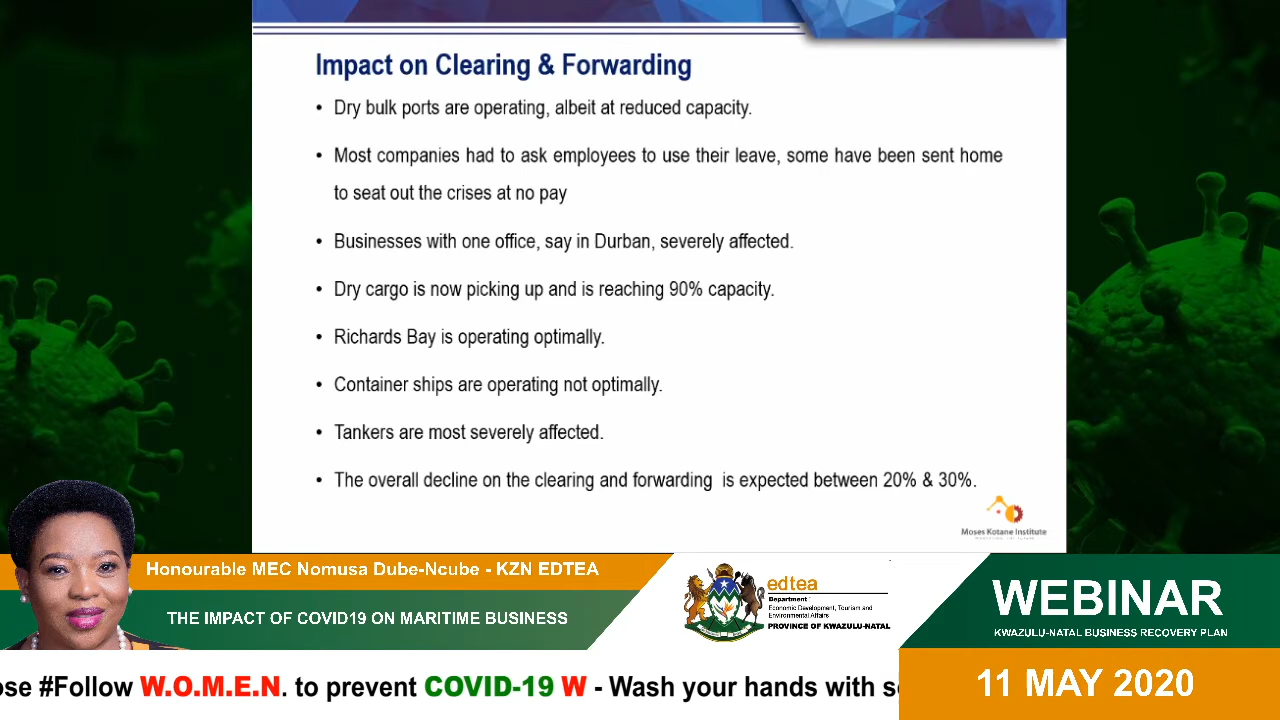 Impact on Clearing & Forwarding
• Dry bulk ports are operating, albeit at reduced capacity.
• Most companies had to ask employees to use their leave, some have been sent home
to seat out the crises at no pay
• Businesses with one office, say in Durban, severely affected.
• Dry cargo is now picking up and is reaching 90% capacity.
• Richards Bay is operating optimally.
• Container ships are operating not optimally.
• Tankers are most severely affected.
• The overall decline on the clearing and forwarding is expected between 20% & 30%.
Moses Kotane Institute
Honourable MEC Nomusa Dube-Ncube - KZN EDTEA
THE IMPACT OF COVID19 ON MARITIME BUSINESS
edtea
Department:
Economic Development, Tourism and
Environmental Affairs
PROVINCE OF KWAZULU-NATAL
WEBINAR
KWAZULU-NATAL BUSINESS RECOVERY PLAN
ose #Follow W.O.M.E.N. to prevent COVID-19 W - Wash your hands with s
11 MAY 2020